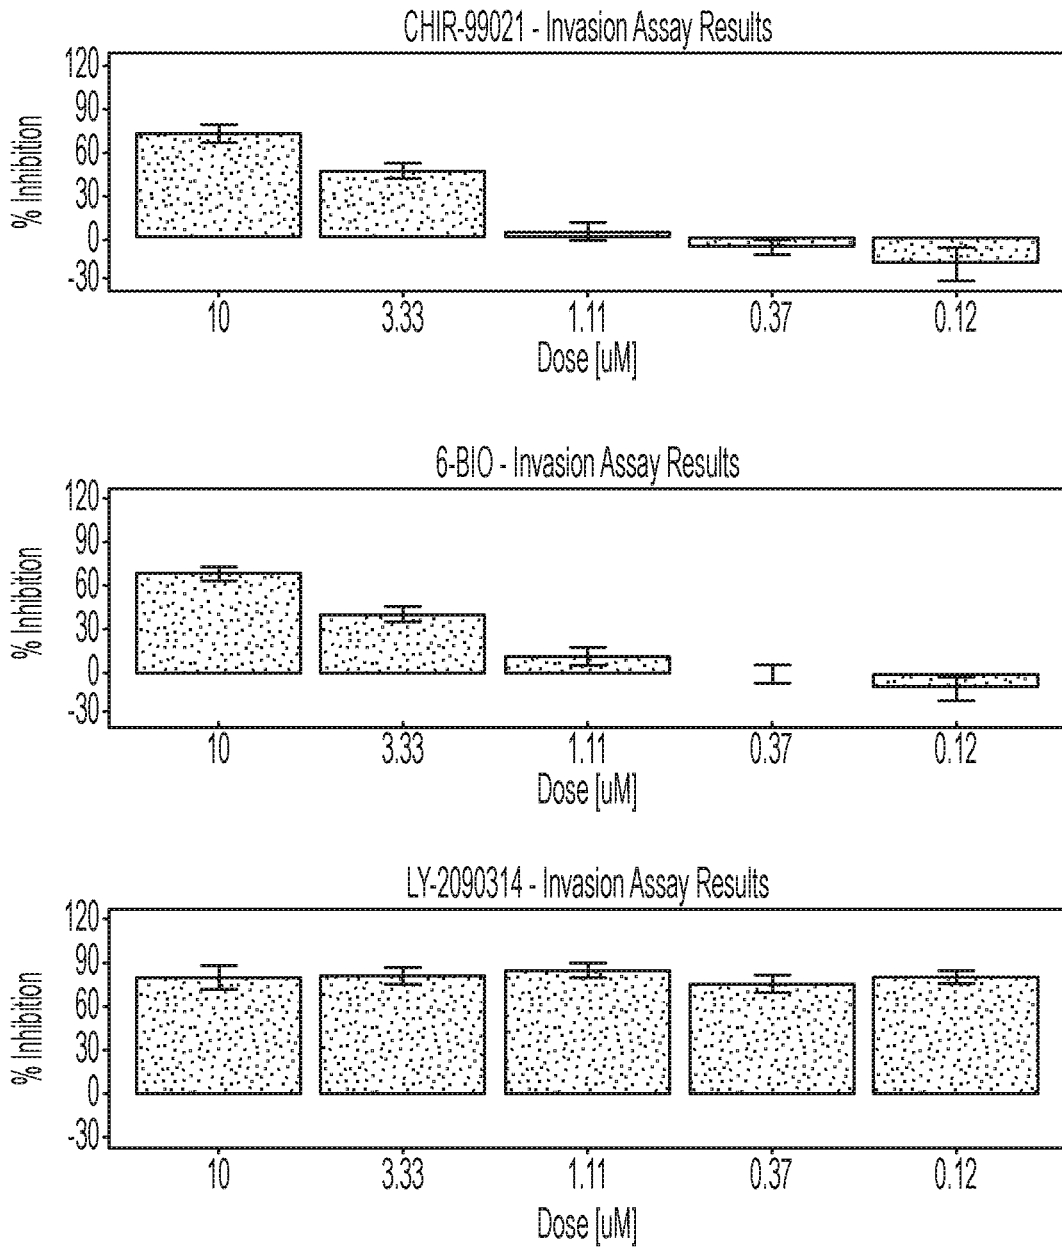 CHIR-99021 - Invasion Assay Results
120
90
60
30
0
-30
% Inhibition
10 3.33 1.11 0.37 0.12
Dose [uM]
6-BIO - Invasion Assay Results
120
90
60
30
0
-30
% Inhibition
10 3.33 1.11 0.37 0.12
Dose [uM]
LY-2090314 - Invasion Assay Results
120
90
60
30
0
-30
% Inhibition
10 3.33 1.11 0.37 0.12
Dose [uM]